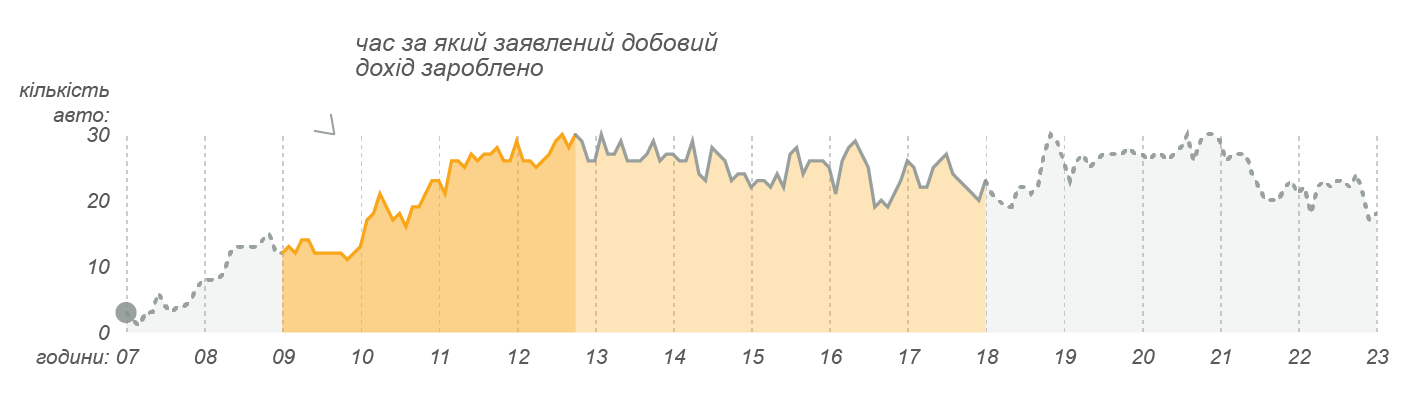 час за який заявлений добовий
дохід зароблено
кількість
авто:
30
20
10
0
години: 07 08 09 10 11 12 13 14 15 16 17 18 19 20 21 22 23